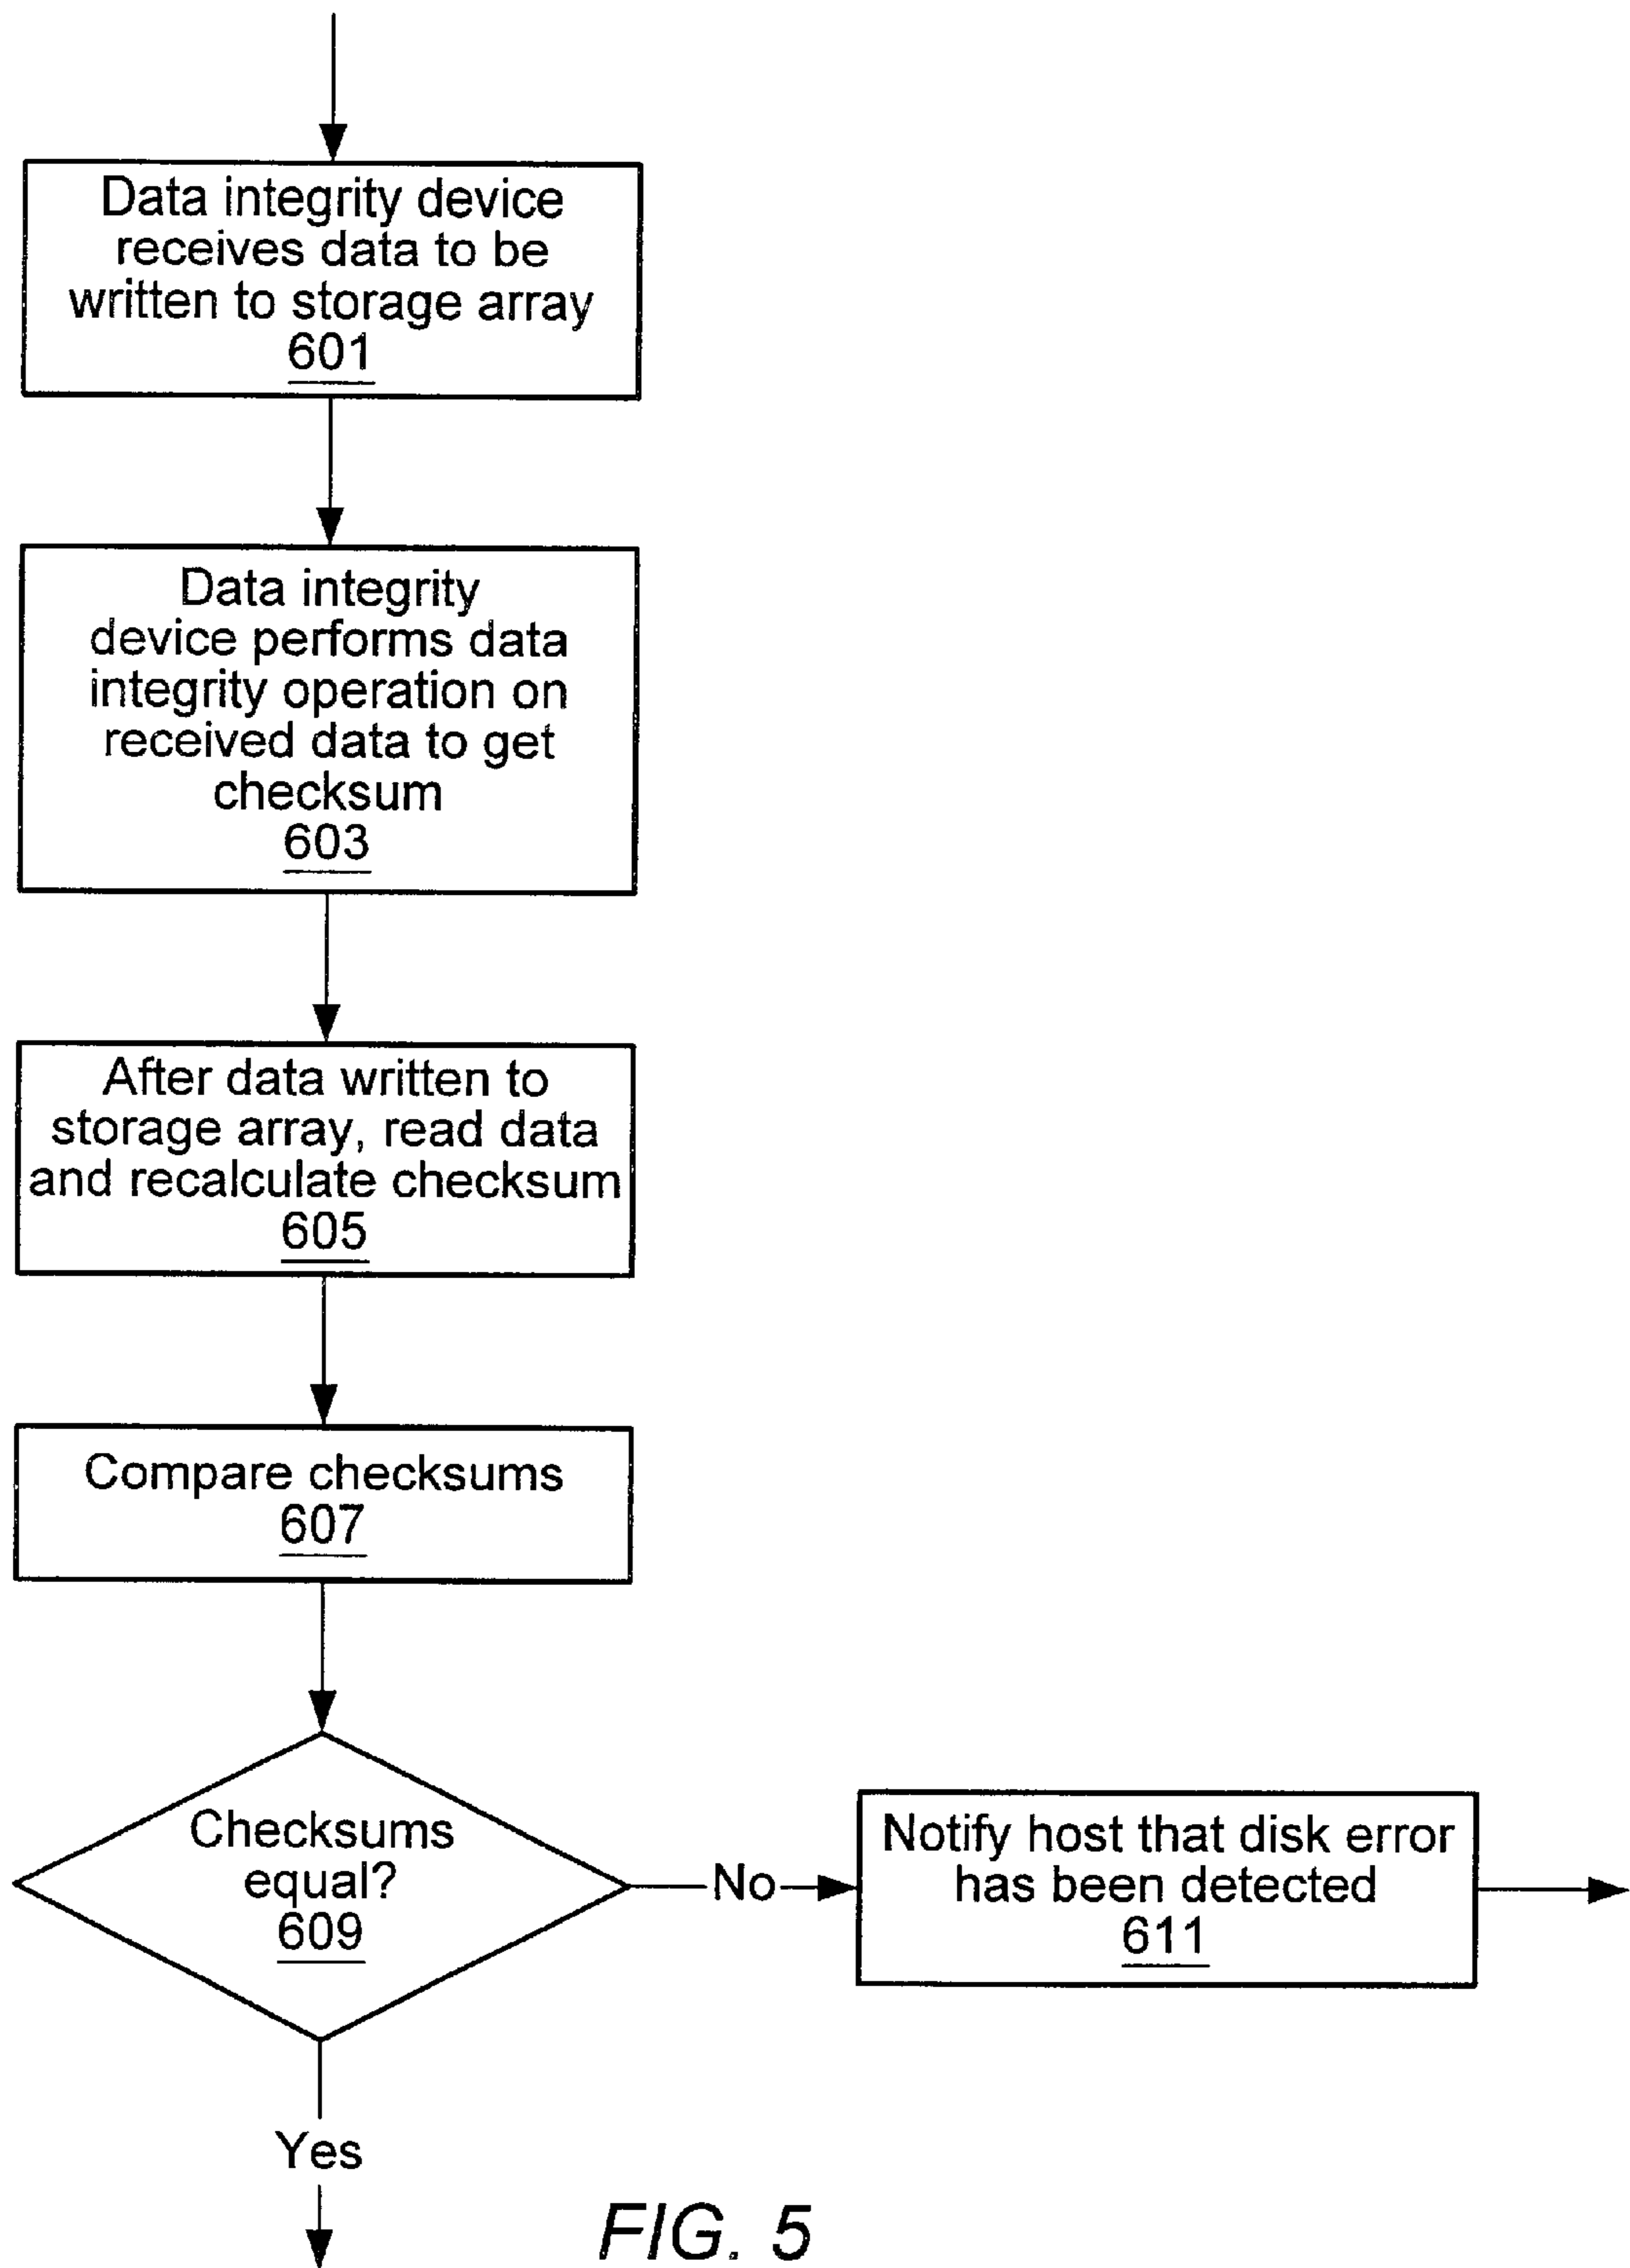 Data integrity device
receives data to be
written to storage array
601
Data integrity
device performs data
integrity operation on
received data to get
checksum
603
After data written to
storage array, read data
and recalculate checksum
605
Compare checksums
607
Checksums
equal?
609
No
Notify host that disk error
has been detected
611
Yes
FIG. 5